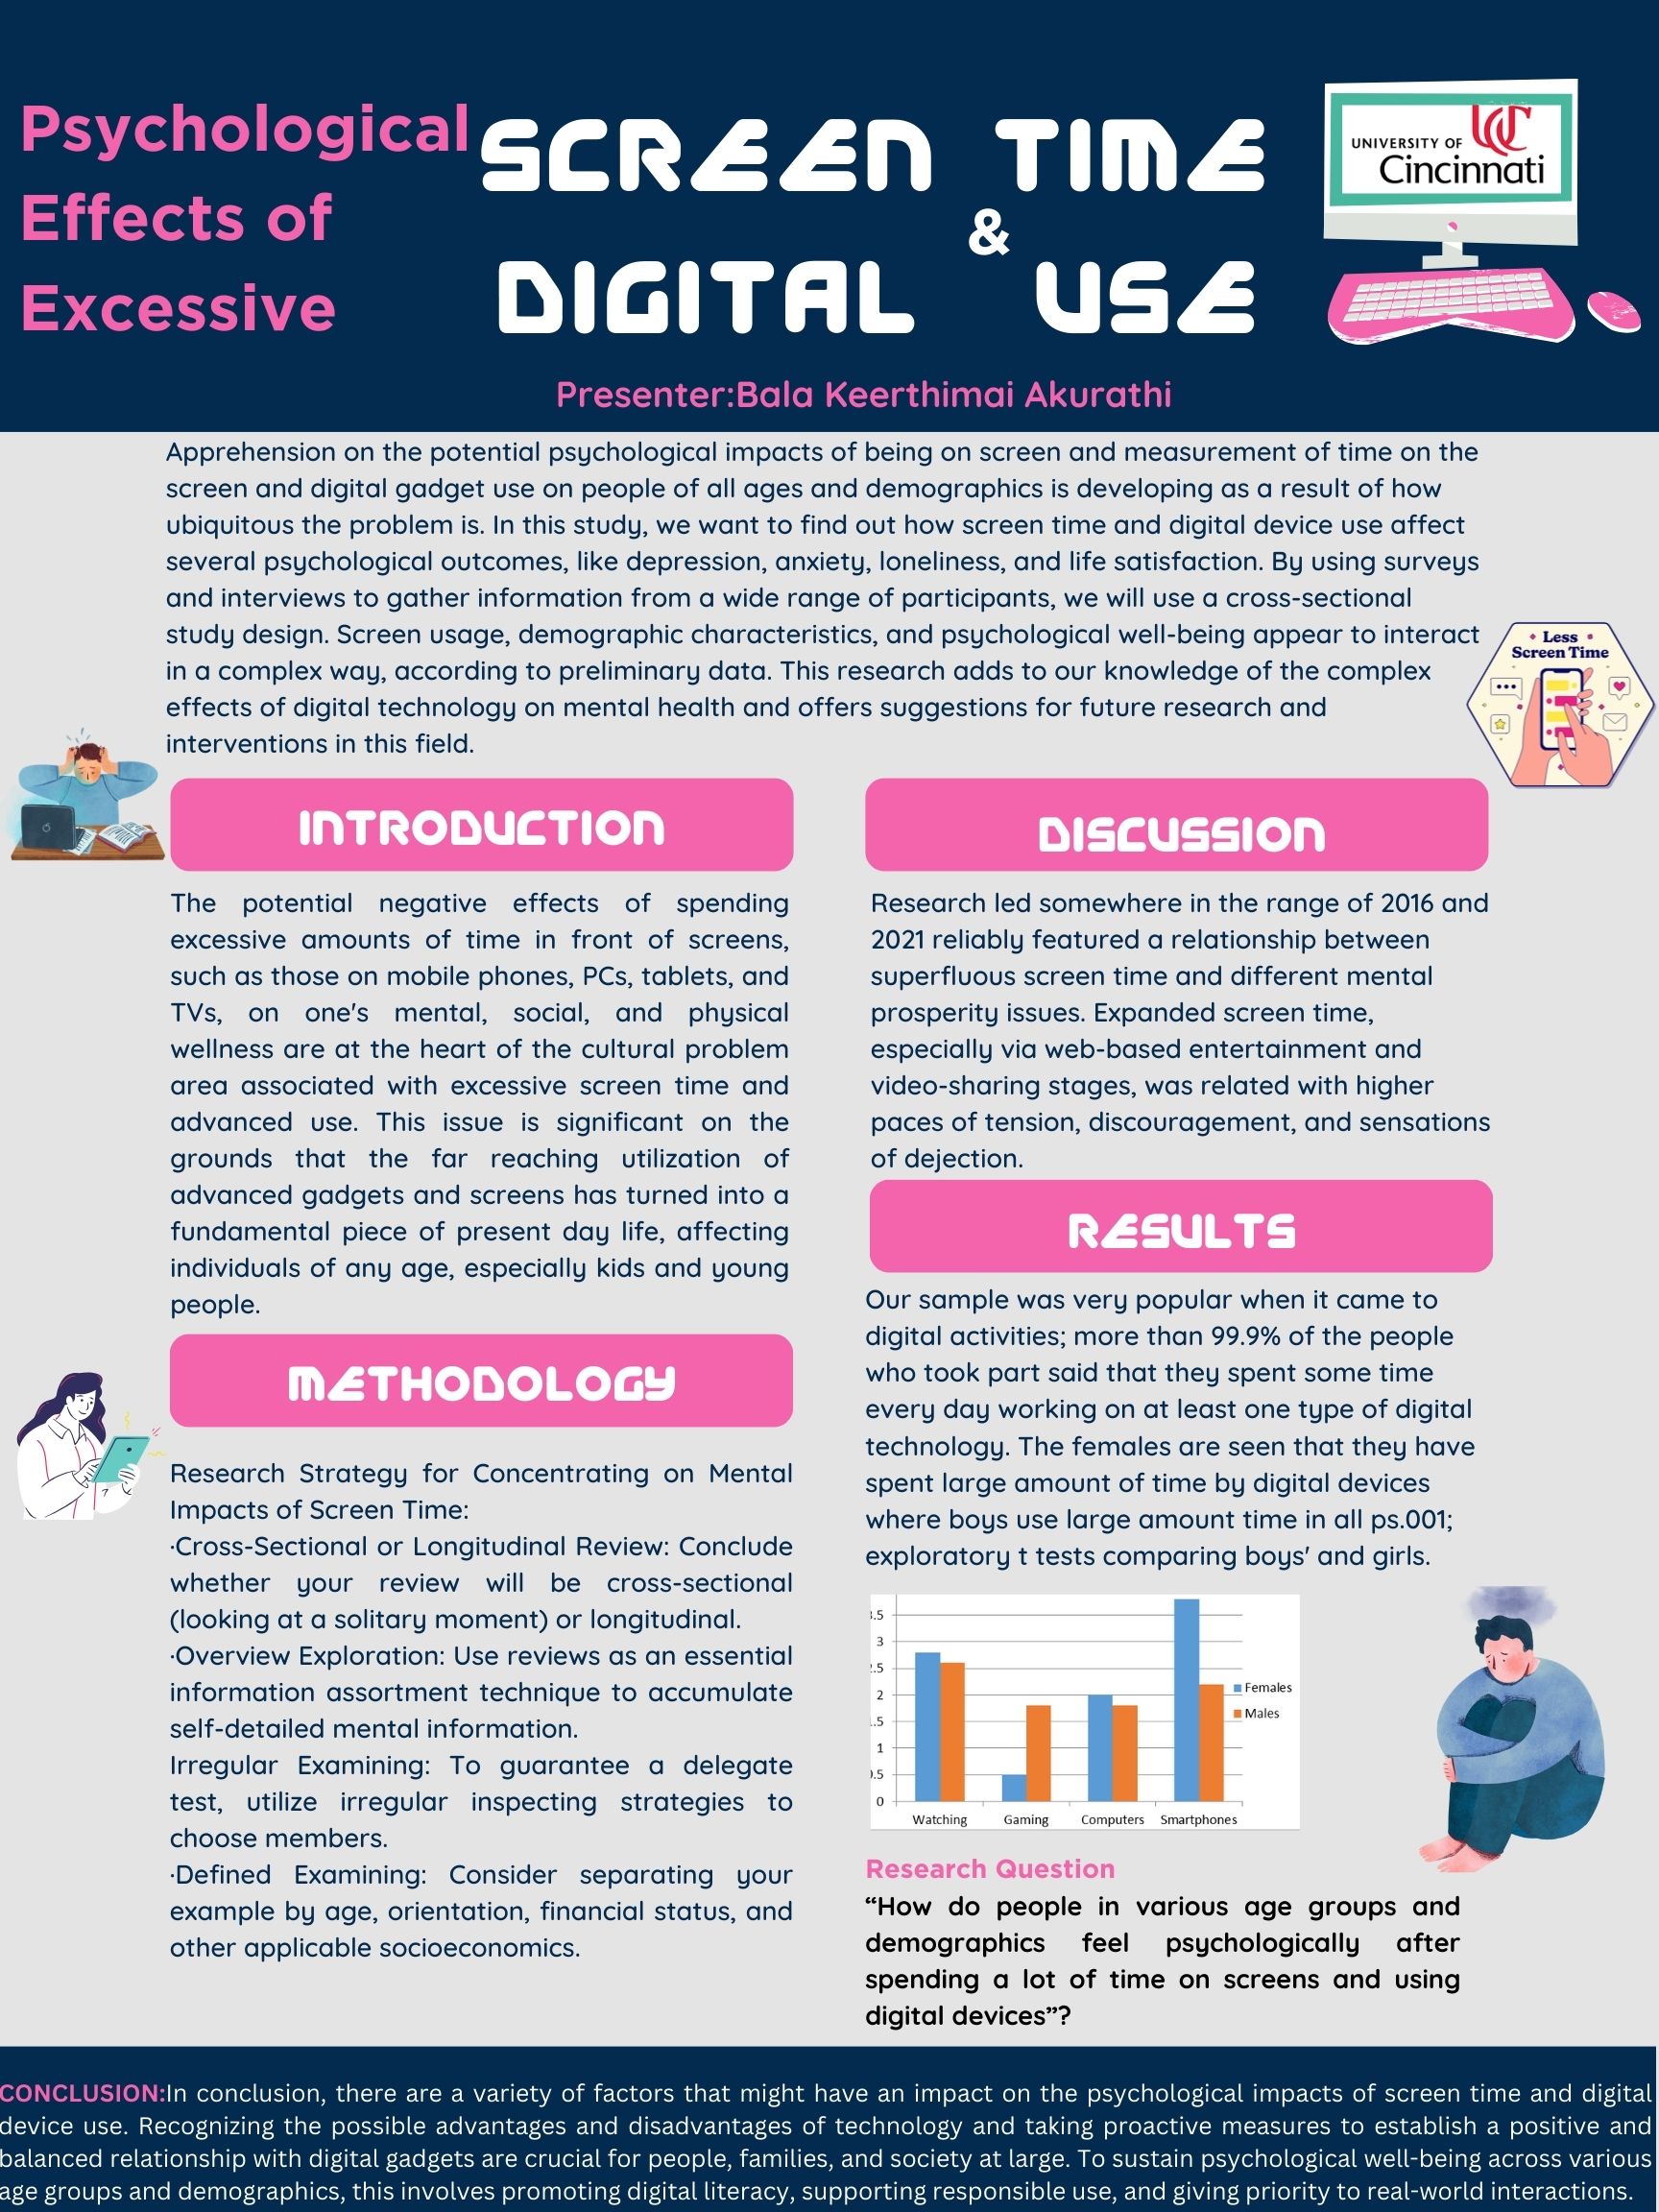 Psychological
Effects of
Excessive
SCREEN TIME
&
DIGITAL USE
UNIVERSITY OF
Cincinnati
Presenter:Bala Keerthimai Akurathi
Apprehension on the potential psychological impacts of being on screen and measurement of time on the
screen and digital gadget use on people of all ages and demographics is developing as a result of how
ubiquitous the problem is. In this study, we want to find out how screen time and digital device use affect
several psychological outcomes, like depression, anxiety, loneliness, and life satisfaction. By using surveys
and interviews to gather information from a wide range of participants, we will use a cross-sectional
study design. Screen usage, demographic characteristics, and psychological well-being appear to interact
in a complex way, according to preliminary data. This research adds to our knowledge of the complex
effects of digital technology on mental health and offers suggestions for future research and
interventions in this field.
Less
Screen Time
INTRODUCTION
The potential negative effects of spending
excessive amounts of time in front of screens,
such as those on mobile phones, PCs, tablets, and
TVs, on one's mental, social, and physical
wellness are at the heart of the cultural problem
area associated with excessive screen time and
advanced use. This issue is significant on the
grounds that the far reaching utilization of
advanced gadgets and screens has turned into a
fundamental piece of present day life, affecting
individuals of any age, especially kids and young
people.
METHODOLOGY
Research Strategy for Concentrating on Mental
Impacts of Screen Time:
·Cross-Sectional or Longitudinal Review: Conclude
whether your review will be cross-sectional
(looking at a solitary moment) or longitudinal.
·Overview Exploration: Use reviews as an essential
information assortment technique to accumulate
self-detailed mental information.
Irregular Examining: To guarantee a delegate
test, utilize irregular inspecting strategies to
choose members.
·Defined Examining: Consider separating your
example by age, orientation, financial status, and
other applicable socioeconomics.
DISCUSSION
Research led somewhere in the range of 2016 and
2021 reliably featured a relationship between
superfluous screen time and different mental
prosperity issues. Expanded screen time,
especially via web-based entertainment and
video-sharing stages, was related with higher
paces of tension, discouragement, and sensations
of dejection.
RESULTS
Our sample was very popular when it came to
digital activities; more than 99.9% of the people
who took part said that they spent some time
every day working on at least one type of digital
technology. The females are seen that they have
spent large amount of time by digital devices
where boys use large amount time in all ps.001;
exploratory t tests comparing boys' and girls.
3.5
3
2.5
2
1.5
1
0.5
0
Watching Gaming Computers Smartphones
Females
Males
Research Question
“How do people in various age groups and
demographics feel psychologically after
spending a lot of time on screens and using
digital devices”?
CONCLUSION:In conclusion, there are a variety of factors that might have an impact on the psychological impacts of screen time and digital
device use. Recognizing the possible advantages and disadvantages of technology and taking proactive measures to establish a positive and
balanced relationship with digital gadgets are crucial for people, families, and society at large. To sustain psychological well-being across various
age groups and demographics, this involves promoting digital literacy, supporting responsible use, and giving priority to real-world interactions.